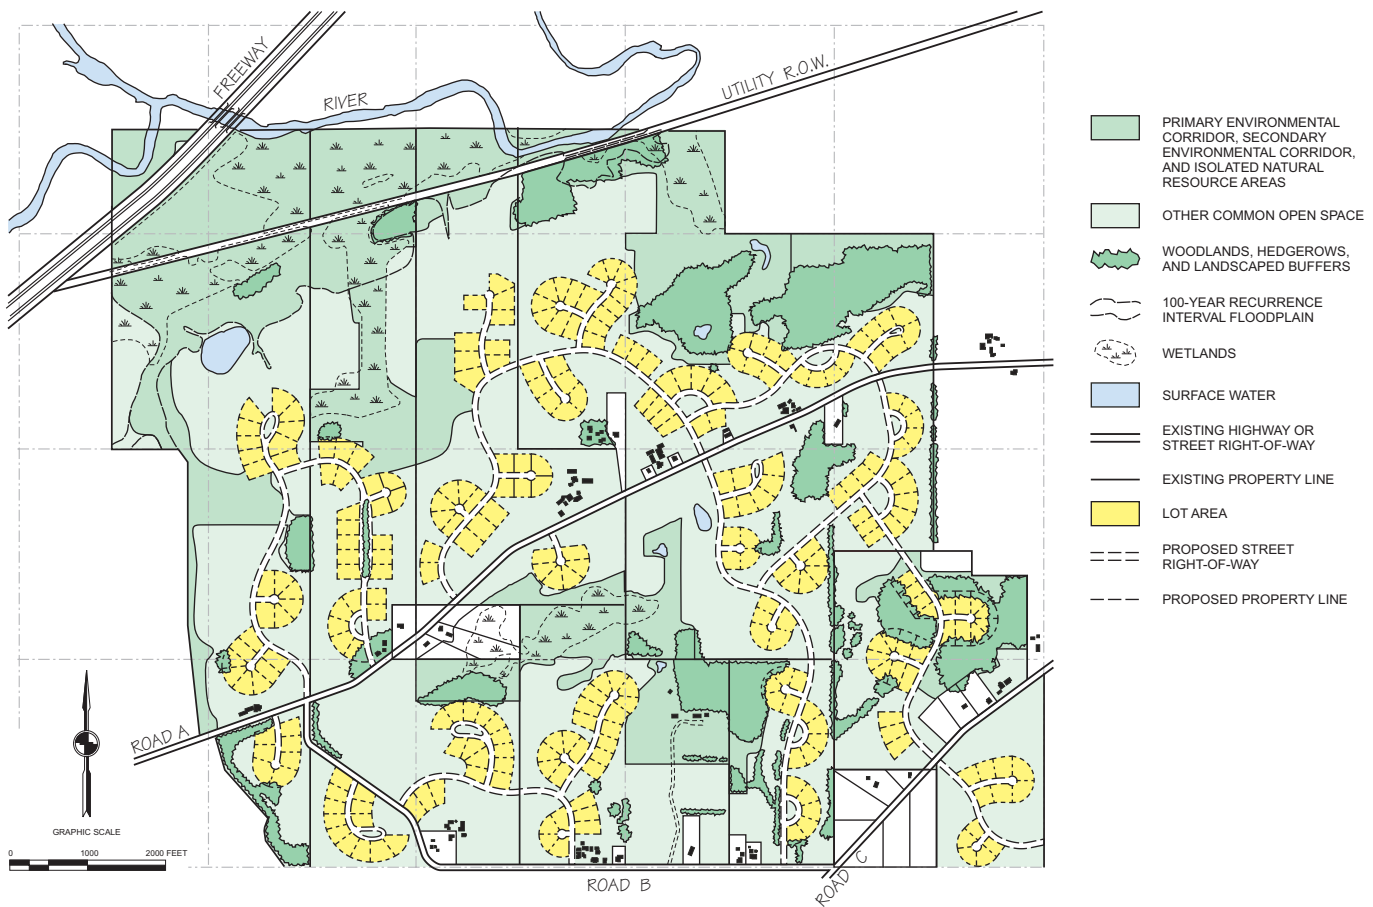 FREEWAY
RIVER
UTILITY R.O.W.
PRIMARY ENVIRONMENTAL
CORRIDOR, SECONDARY
ENVIRONMENTAL CORRIDOR,
AND ISOLATED NATURAL
RESOURCE AREAS
OTHER COMMON OPEN SPACE
WOODLANDS, HEDGEROWS,
AND LANDSCAPED BUFFERS
100-YEAR RECURRENCE
INTERVAL FLOODPLAIN
WETLANDS
SURFACE WATER
EXISTING HIGHWAY OR
STREET RIGHT-OF-WAY
EXISTING PROPERTY LINE
LOT AREA
PROPOSED STREET
RIGHT-OF-WAY
PROPOSED PROPERTY LINE
ROAD A
GRAPHIC SCALE
0 1000 2000 FEET
ROAD B
ROAD C